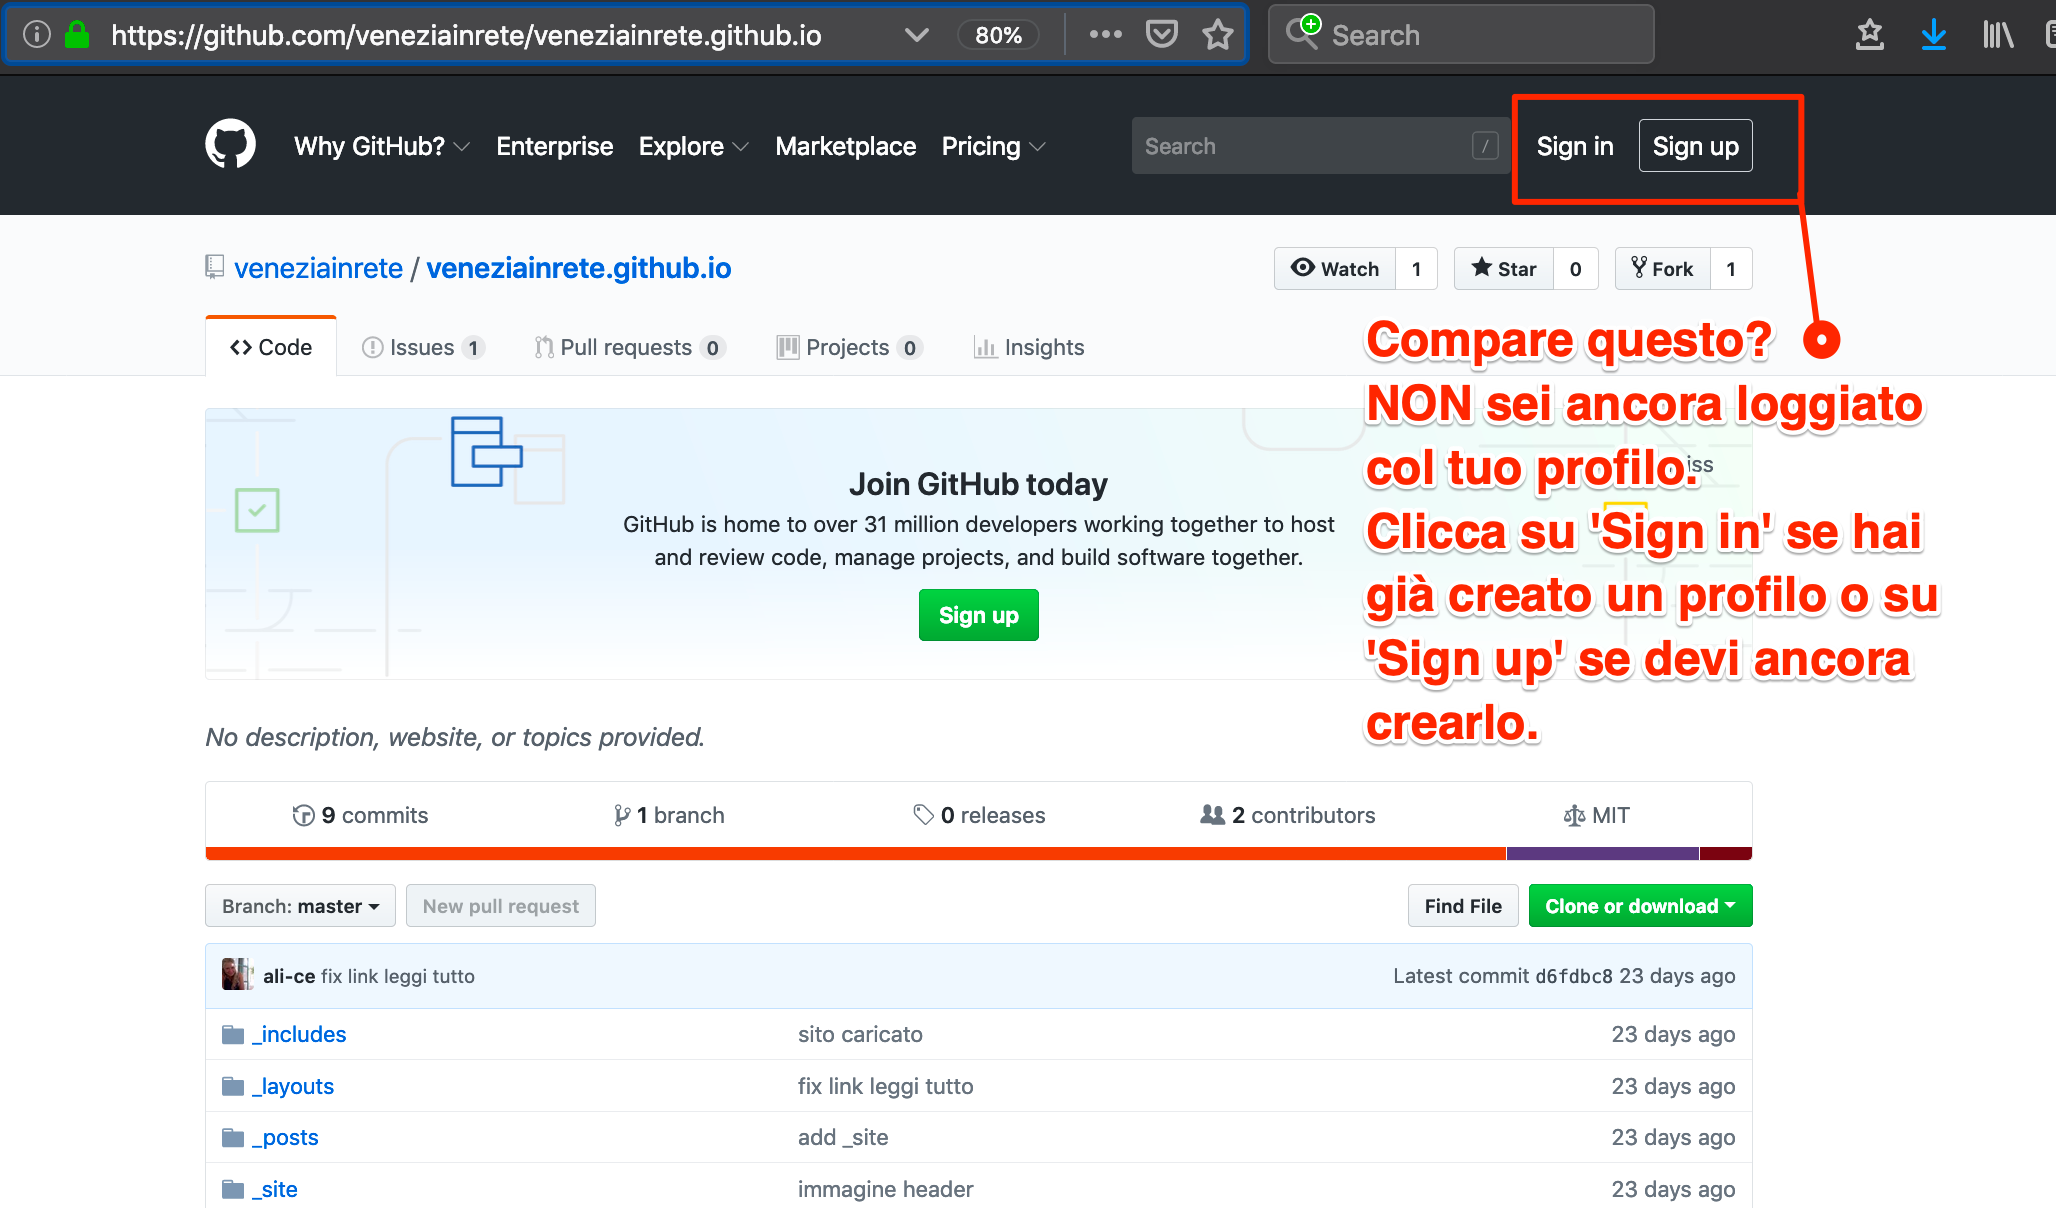 https://github.com/veneziainrete/veneziainrete.github.io
80%
Search
Why GitHub?
Enterprise
Explore
Marketplace
Pricing
Search
/
Sign in
Sign up
veneziainrete / veneziainrete.github.io
Watch 1
Star 0
Fork 1
Code
Issues 1
Pull requests 0
Projects 0
Insights
Compare questo?
NON sei ancora loggiato
col tuo profilo.
Clicca su 'Sign in' se hai
già creato un profilo o su
'Sign up' se devi ancora
crearlo.
Join GitHub today
GitHub is home to over 31 million developers working together to host
and review code, manage projects, and build software together.
Sign up
No description, website, or topics provided.
9 commits
1 branch
0 releases
2 contributors
MIT
Branch: master
New pull request
Find File
Clone or download
ali-ce fix link leggi tutto
Latest commit d6fdbc8 23 days ago
_includes sito caricato 23 days ago
_layouts fix link leggi tutto 23 days ago
_posts add _site 23 days ago
_site immagine header 23 days ago